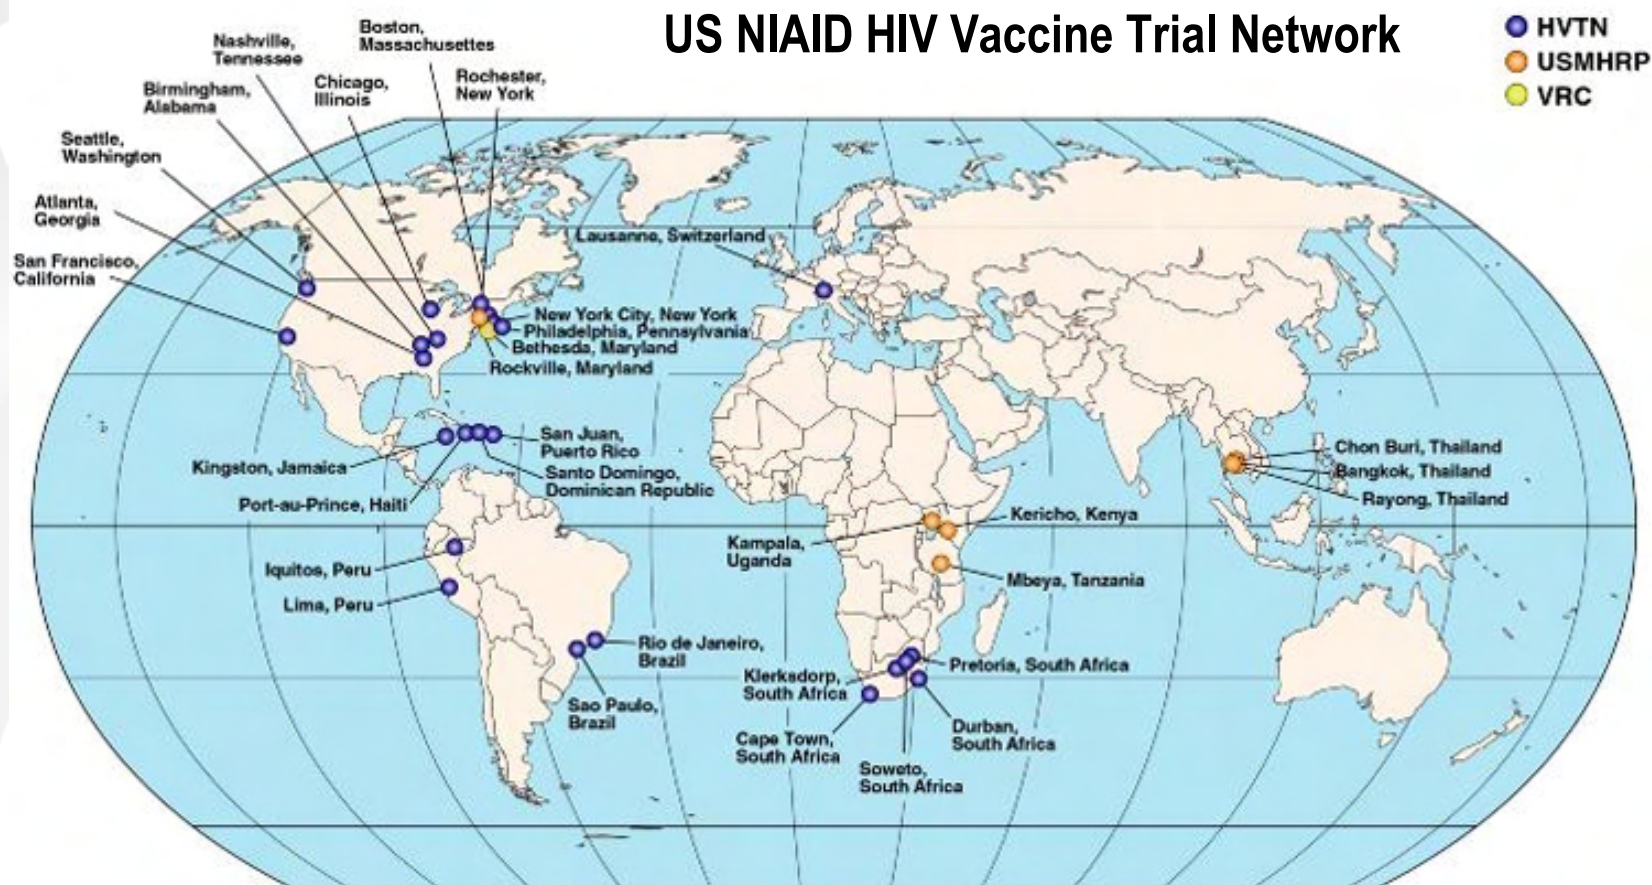 US NIAID HIV Vaccine Trial Network
HVTN
USMHRP
VRC
Boston,
Massachusettes
Nashville,
Tennessee
Rochester,
New York
Chicago,
Illinois
Birmingham,
Alabama
Seattle,
Washington
Atlanta,
Georgia
San Francisco,
California
Lausanne, Switzerland
New York City, New York
Philadelphia, Pennaylvania
Bethesda, Maryland
Rockville, Maryland
San Juan,
Puerto Rico
Kingston, Jamaica
Santo Domingo,
Dominican Republic
Port-au-Prince, Haiti
Chon Buri, Thailand
Bangkok, Thailand
Rayong, Thailand
Kericho, Kenya
Kampala,
Uganda
Mbeya, Tanzania
Iquitos, Peru
Lima, Peru
Rio de Janeiro,
Brazil
Sao Paulo,
Brazil
Klerksdorp,
South Africa
Pretoria, South Africa
Cape Town,
South Africa
Durban,
South Africa
Soweto,
South Africa